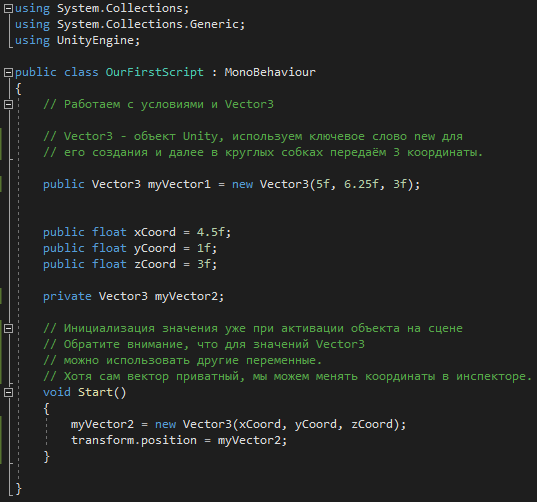 using System.Collections;
using System.Collections.Generic;
using UnityEngine;
public class OurFirstScript : MonoBehaviour
{
// Работаем с условиями и Vector3
// Vector3 - объект Unity, используем ключевое слово new для
// его создания и далее в круглых собках передаём 3 координаты.
public Vector3 myVector1 = new Vector3(5f, 6.25f, 3f);
public float xCoord = 4.5f;
public float yCoord = 1f;
public float zCoord = 3f;
private Vector3 myVector2;
// Инициализация значения уже при активации объекта на сцене
// Обратите внимание, что для значений Vector3
// можно использовать другие переменные.
// Хотя сам вектор приватный, мы можем менять координаты в инспекторе.
void Start()
{
myVector2 = new Vector3(xCoord, yCoord, zCoord);
transform.position = myVector2;
}
}